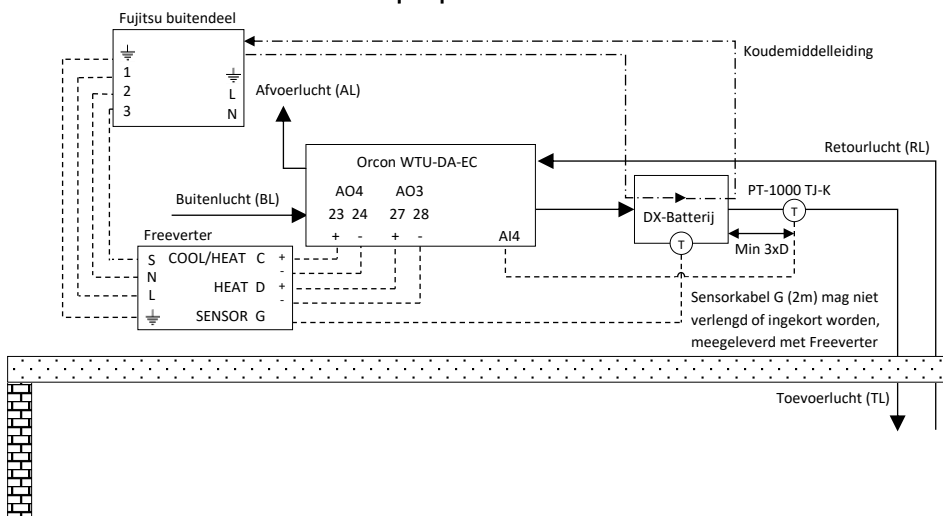 Fujitsu buitendeel
1
2
3
L
N
Koudemiddelleiding
Afvoerlucht (AL)
Orcon WTU-DA-EC
AO4 AO3
23 24 27 28
+ - + - AI4
Retourlucht (RL)
Buitenlucht (BL)
DX-Batterij
T
PT-1000 TJ-K
T
Min 3xD
Freeverter
S COOL/HEAT C +
-
N
HEAT D +
-
L
SENSOR G
Sensorkabel G (2m) mag niet
verlengd of ingekort worden,
meegeleverd met Freeverter
Toevoerlucht (TL)